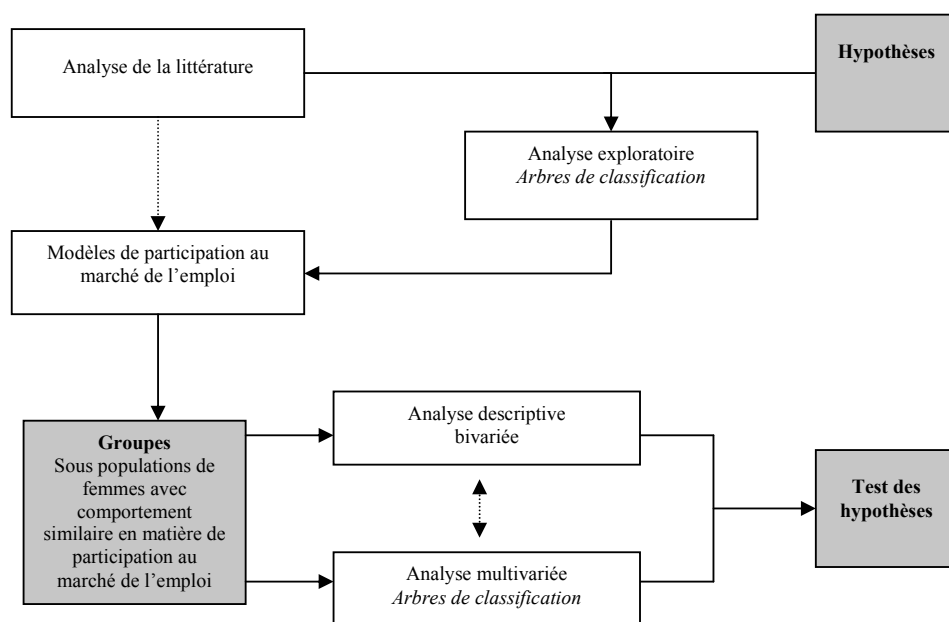 Analyse de la littérature
Hypothèses
Analyse exploratoire
Arbres de classification
Modèles de participation au
marché de l’emploi
Groupes
Sous populations de
femmes avec
comportement
similaire en matière de
participation au
marché de l’emploi
Analyse descriptive
bivariée
Analyse multivariée
Arbres de classification
Test des
hypothèses